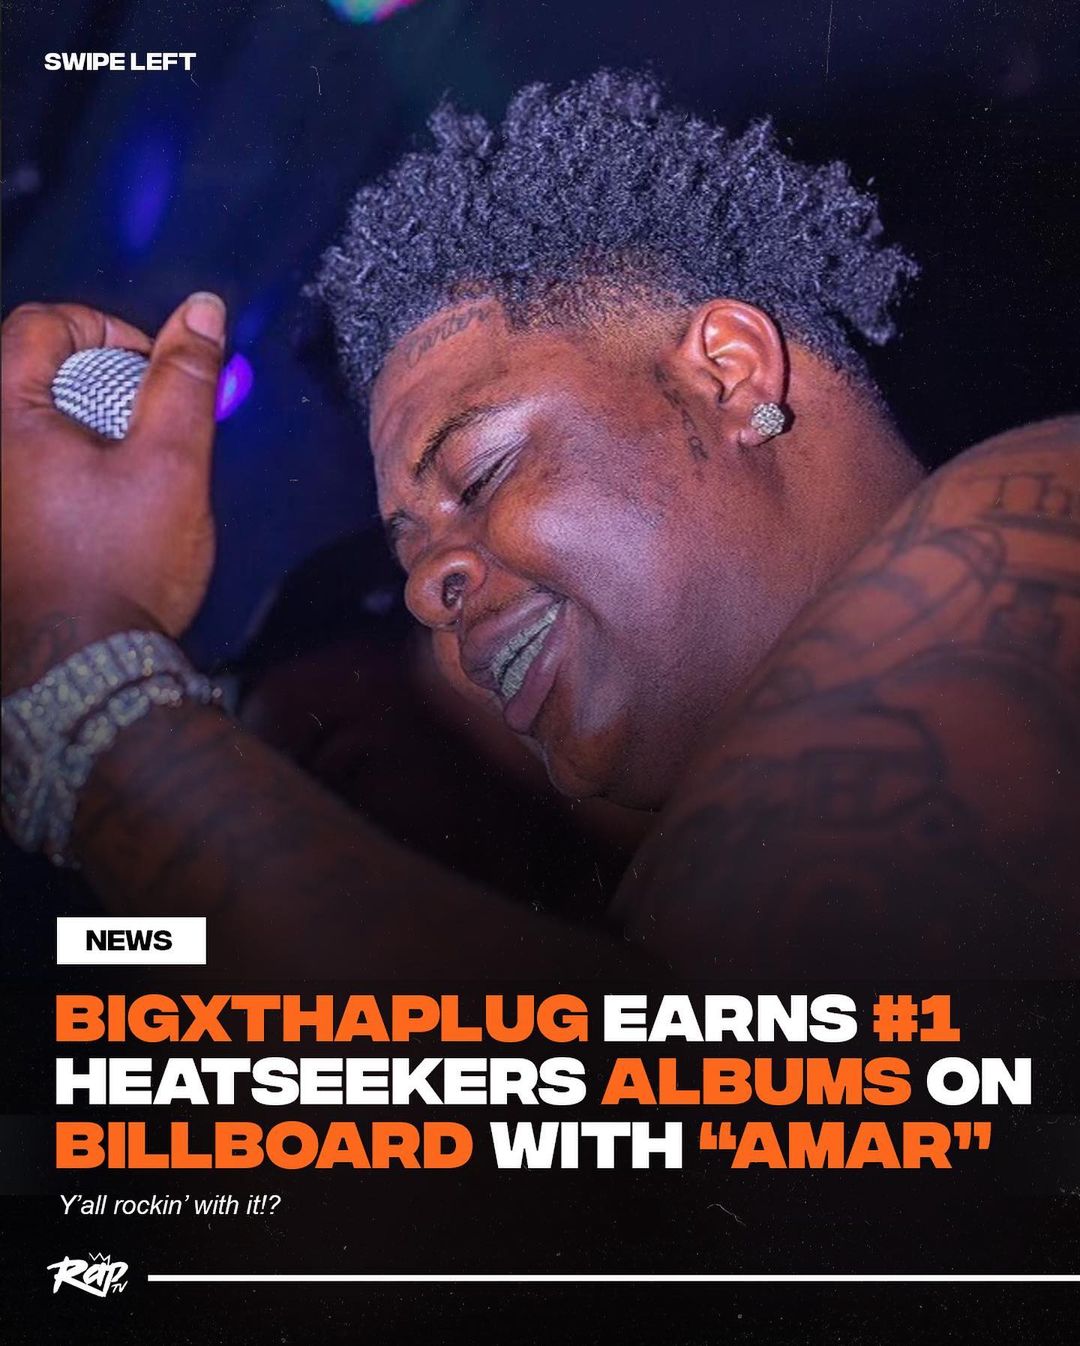 SWIPE LEFT
NEWS
BIGXTHAPLUG EARNS #1
HEATSEEKERS ALBUMS ON
BILLBOARD WITH “AMAR”
Y’all rockin’ with it!?
Rap TV